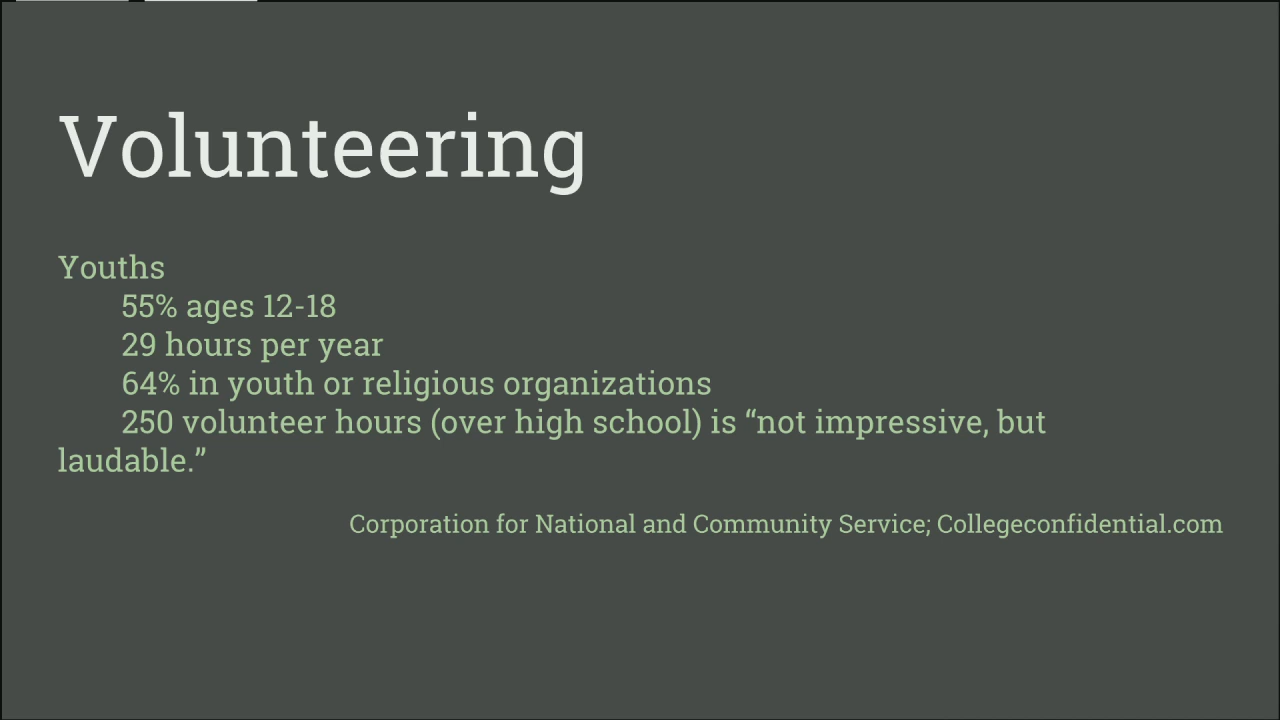 Volunteering
Youths
55% ages 12-18
29 hours per year
64% in youth or religious organizations
250 volunteer hours (over high school) is “not impressive, but
laudable.”
Corporation for National and Community Service; Collegeconfidential.com